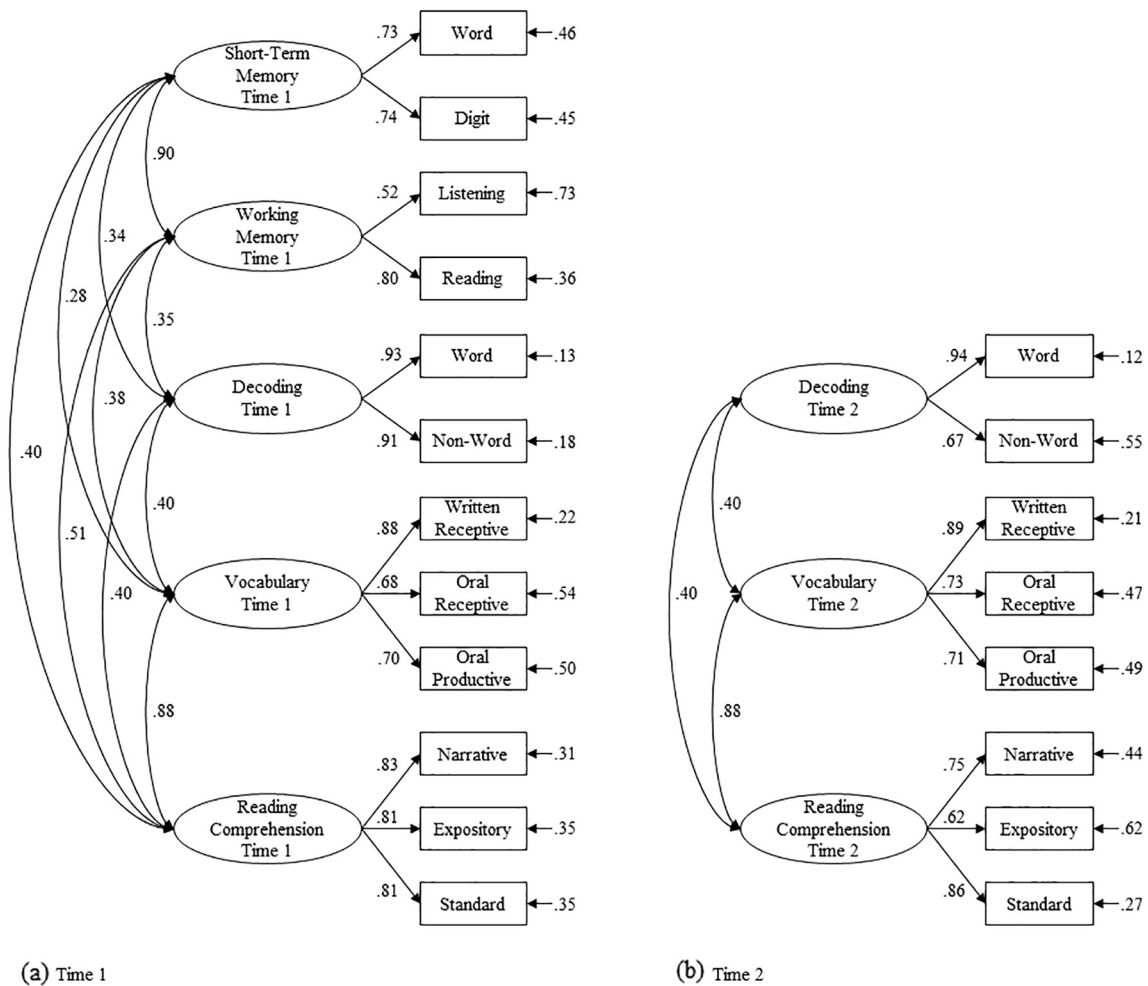 .73
Word
.46
Short-Term
Memory
Time 1
.74
Digit
.45
.90
.52
Listening
.73
Working
Memory
Time 1
.34
.80
Reading
.36
.28
.35
.93
Word
.13
Decoding
Time 1
.38
.91
Non-Word
.18
.40
.40
.88
Written
Receptive
.22
.51
Vocabulary
Time 1
.68
Oral
Receptive
.54
.40
.70
Oral
Productive
.50
.88
.83
Narrative
.31
Reading
Comprehension
Time 1
.81
Expository
.35
.81
Standard
.35
(a) Time 1
.94
Word
.12
Decoding
Time 2
.67
Non-Word
.55
.40
.89
Written
Receptive
.21
.40
Vocabulary
Time 2
.73
Oral
Receptive
.47
.71
Oral
Productive
.49
.88
.75
Narrative
.44
Reading
Comprehension
Time 2
.62
Expository
.62
.86
Standard
.27
(b) Time 2